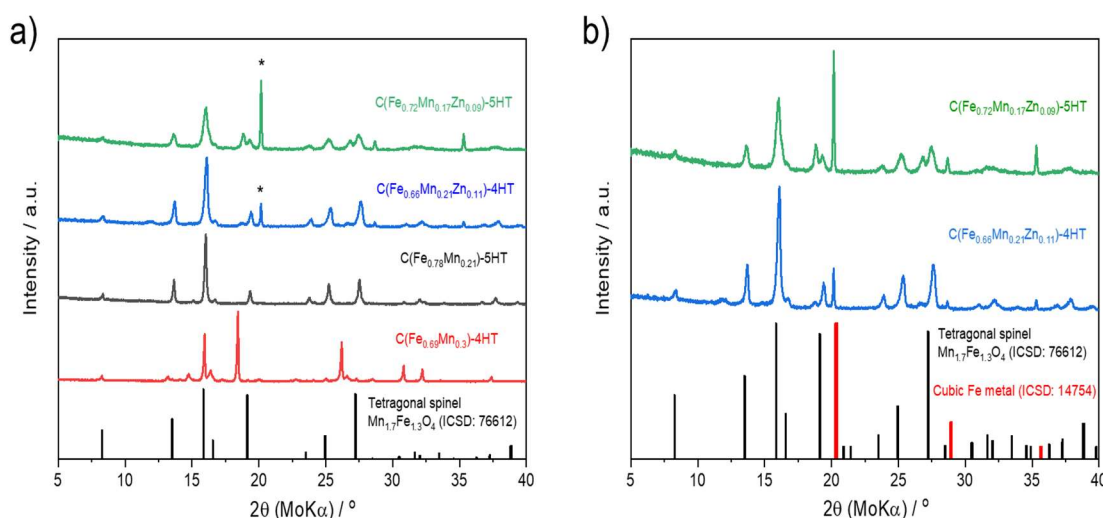 a)
*
C(Fe0.72Mn0.17Zn0.09)-5HT
*
C(Fe0.66Mn0.21Zn0.11)-4HT
C(Fe0.78Mn0.21)-5HT
C(Fe0.69Mn0.3)-4HT
Tetragonal spinel
Mn1.7Fe1.3O4 (ICSD: 76612)
Intensity / a.u.
5 10 15 20 25 30 35 40
2θ (MoKα) / º
b)
C(Fe0.72Mn0.17Zn0.09)-5HT
C(Fe0.66Mn0.21Zn0.11)-4HT
Tetragonal spinel
Mn1.7Fe1.3O4 (ICSD: 76612)
Cubic Fe metal (ICSD: 14754)
Intensity / a.u.
5 10 15 20 25 30 35 40
2θ (MoKα) / º